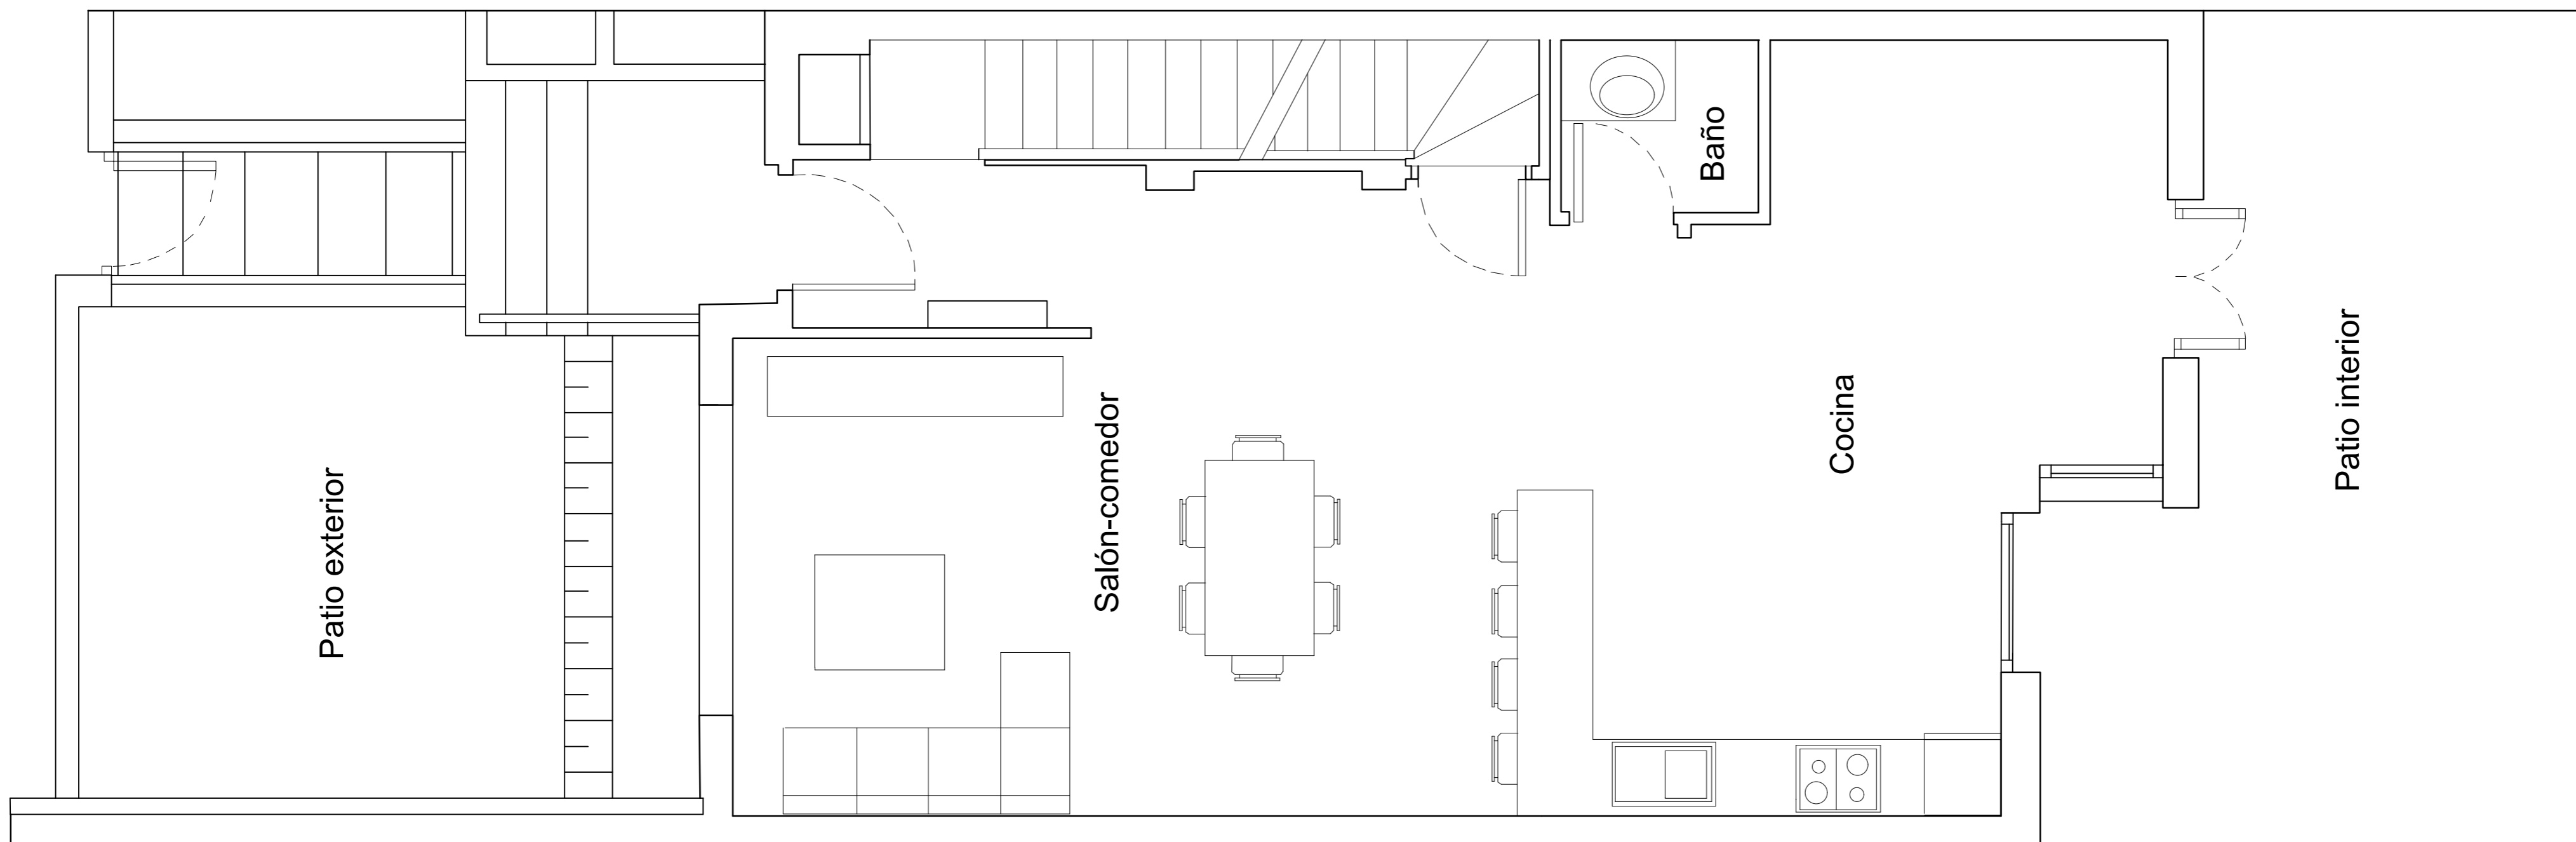 Patio exterior
Salón-comedor
Baño
Cocina
Patio interior